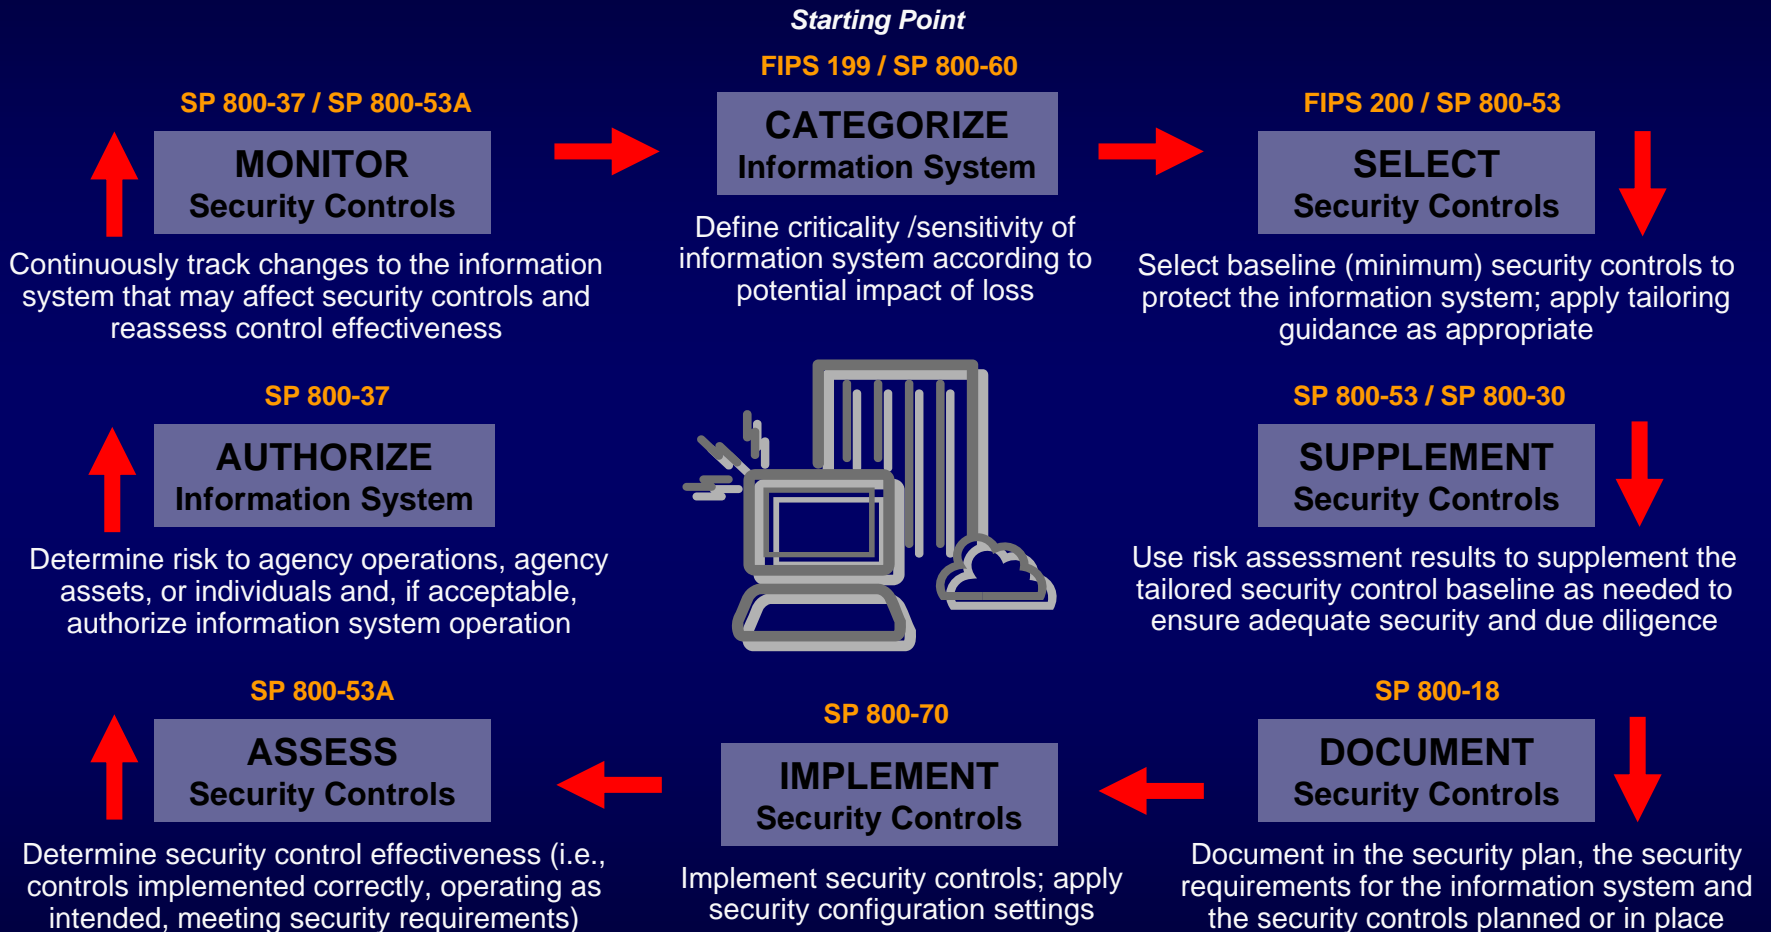 Starting Point
FIPS 199 / SP 800-60
CATEGORIZE
Information System
Define criticality /sensitivity of
information system according to
potential impact of loss
FIPS 200 / SP 800-53
SELECT
Security Controls
Select baseline (minimum) security controls to
protect the information system; apply tailoring
guidance as appropriate
SP 800-53 / SP 800-30
SUPPLEMENT
Security Controls
Use risk assessment results to supplement the
tailored security control baseline as needed to
ensure adequate security and due diligence
SP 800-18
DOCUMENT
Security Controls
Document in the security plan, the security
requirements for the information system and
the security controls planned or in place
SP 800-70
IMPLEMENT
Security Controls
Implement security controls; apply
security configuration settings
SP 800-53A
ASSESS
Security Controls
Determine security control effectiveness (i.e.,
controls implemented correctly, operating as
intended, meeting security requirements)
SP 800-37
AUTHORIZE
Information System
Determine risk to agency operations, agency
assets, or individuals and, if acceptable,
authorize information system operation
SP 800-37 / SP 800-53A
MONITOR
Security Controls
Continuously track changes to the information
system that may affect security controls and
reassess control effectiveness